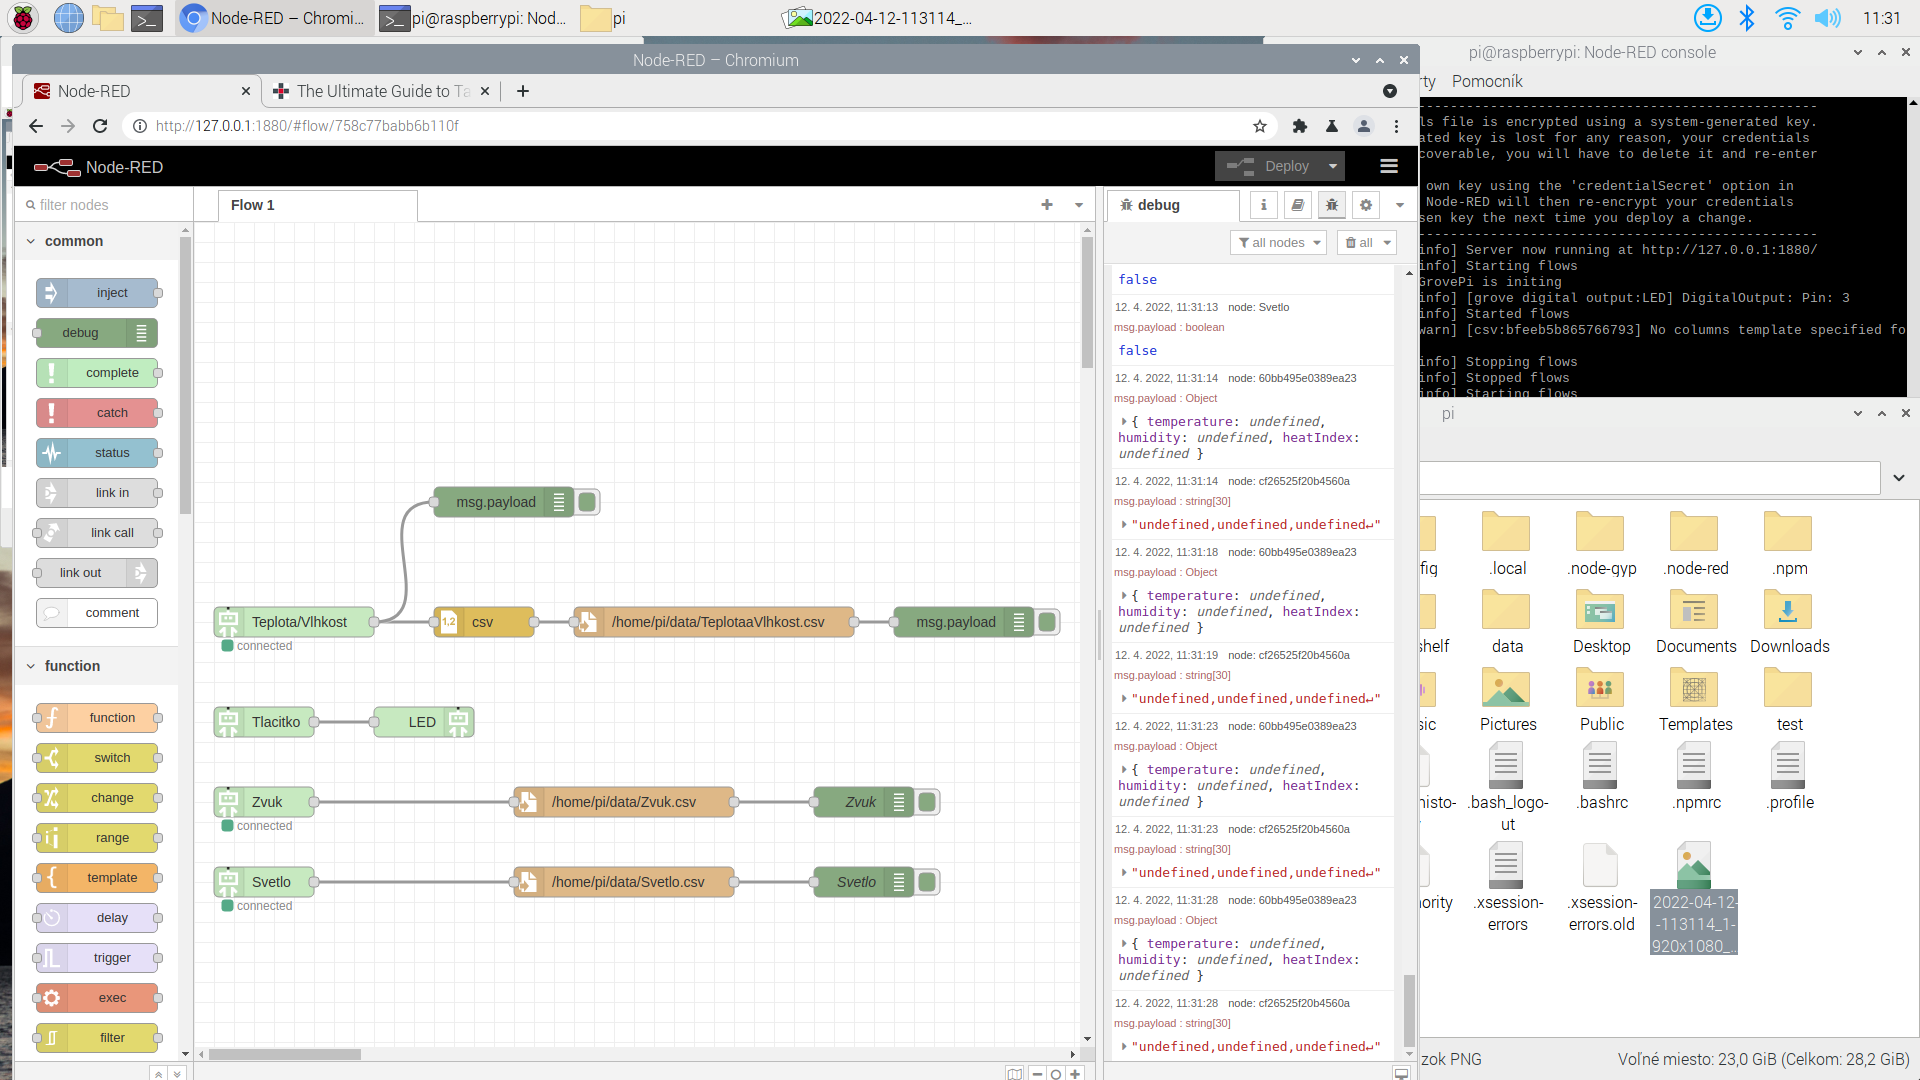 Node-RED – Chromi...
pi@raspberrypi: Nod...
pi
2022-04-12-113114_...
11:31
Node-RED – Chromium
Node-RED
The Ultimate Guide to Ta
http://127.0.0.1:1880/#flow/758c77babb6b110f
Node-RED
Deploy
filter nodes
common
inject
debug
complete
catch
status
link in
link call
link out
comment
function
function
switch
change
range
template
delay
trigger
exec
filter
Flow 1
msg.payload
Teplota/Vlhkost
connected
csv
/home/pi/data/TeplotaaVlhkost.csv
msg.payload
Tlacitko
LED
Zvuk
connected
/home/pi/data/Zvuk.csv
Zvuk
Svetlo
connected
/home/pi/data/Svetlo.csv
Svetlo
debug
all nodes
all
false
12. 4. 2022, 11:31:13 node: Svetlo
msg.payload : boolean
false
12. 4. 2022, 11:31:14 node: 60bb495e0389ea23
msg.payload : Object
{ temperature: undefined,
humidity: undefined, heatIndex:
undefined }
12. 4. 2022, 11:31:14 node: cf26525f20b4560a
msg.payload : string[30]
"undefined,undefined,undefined↵"
12. 4. 2022, 11:31:18 node: 60bb495e0389ea23
msg.payload : Object
{ temperature: undefined,
humidity: undefined, heatIndex:
undefined }
12. 4. 2022, 11:31:19 node: cf26525f20b4560a
msg.payload : string[30]
"undefined,undefined,undefined↵"
12. 4. 2022, 11:31:23 node: 60bb495e0389ea23
msg.payload : Object
{ temperature: undefined,
humidity: undefined, heatIndex:
undefined }
12. 4. 2022, 11:31:23 node: cf26525f20b4560a
msg.payload : string[30]
"undefined,undefined,undefined↵"
12. 4. 2022, 11:31:28 node: 60bb495e0389ea23
msg.payload : Object
{ temperature: undefined,
humidity: undefined, heatIndex:
undefined }
12. 4. 2022, 11:31:28 node: cf26525f20b4560a
msg.payload : string[30]
"undefined,undefined,undefined↵"
pi@raspberrypi: Node-RED console
rty Pomocník
--------------------------------------------------
ls file is encrypted using a system-generated key.
ated key is lost for any reason, your credentials
coverable, you will have to delete it and re-enter
own key using the 'credentialSecret' option in
Node-RED will then re-encrypt your credentials
sen key the next time you deploy a change.
--------------------------------------------------
info] Server now running at http://127.0.0.1:1880/
info] Starting flows
GrovePi is initing
info] [grove digital output:LED] DigitalOutput: Pin: 3
info] Started flows
warn] [csv:bfeeb5b865766793] No columns template specified fo
info] Stopping flows
info] Stopped flows
info] Starting flows
pi
fig
.local
.node-gyp
.node-red
.npm
shelf
data
Desktop
Documents
Downloads
sic
Pictures
Public
Templates
test
histo-
.bash_logo-
ut
.bashrc
.npmrc
.profile
ority
.xsession-
errors
.xsession-
errors.old
2022-04-12-
-113114_1-
920x1080_...
zok PNG
Voľné miesto: 23,0 GiB (Celkom: 28,2 GiB)